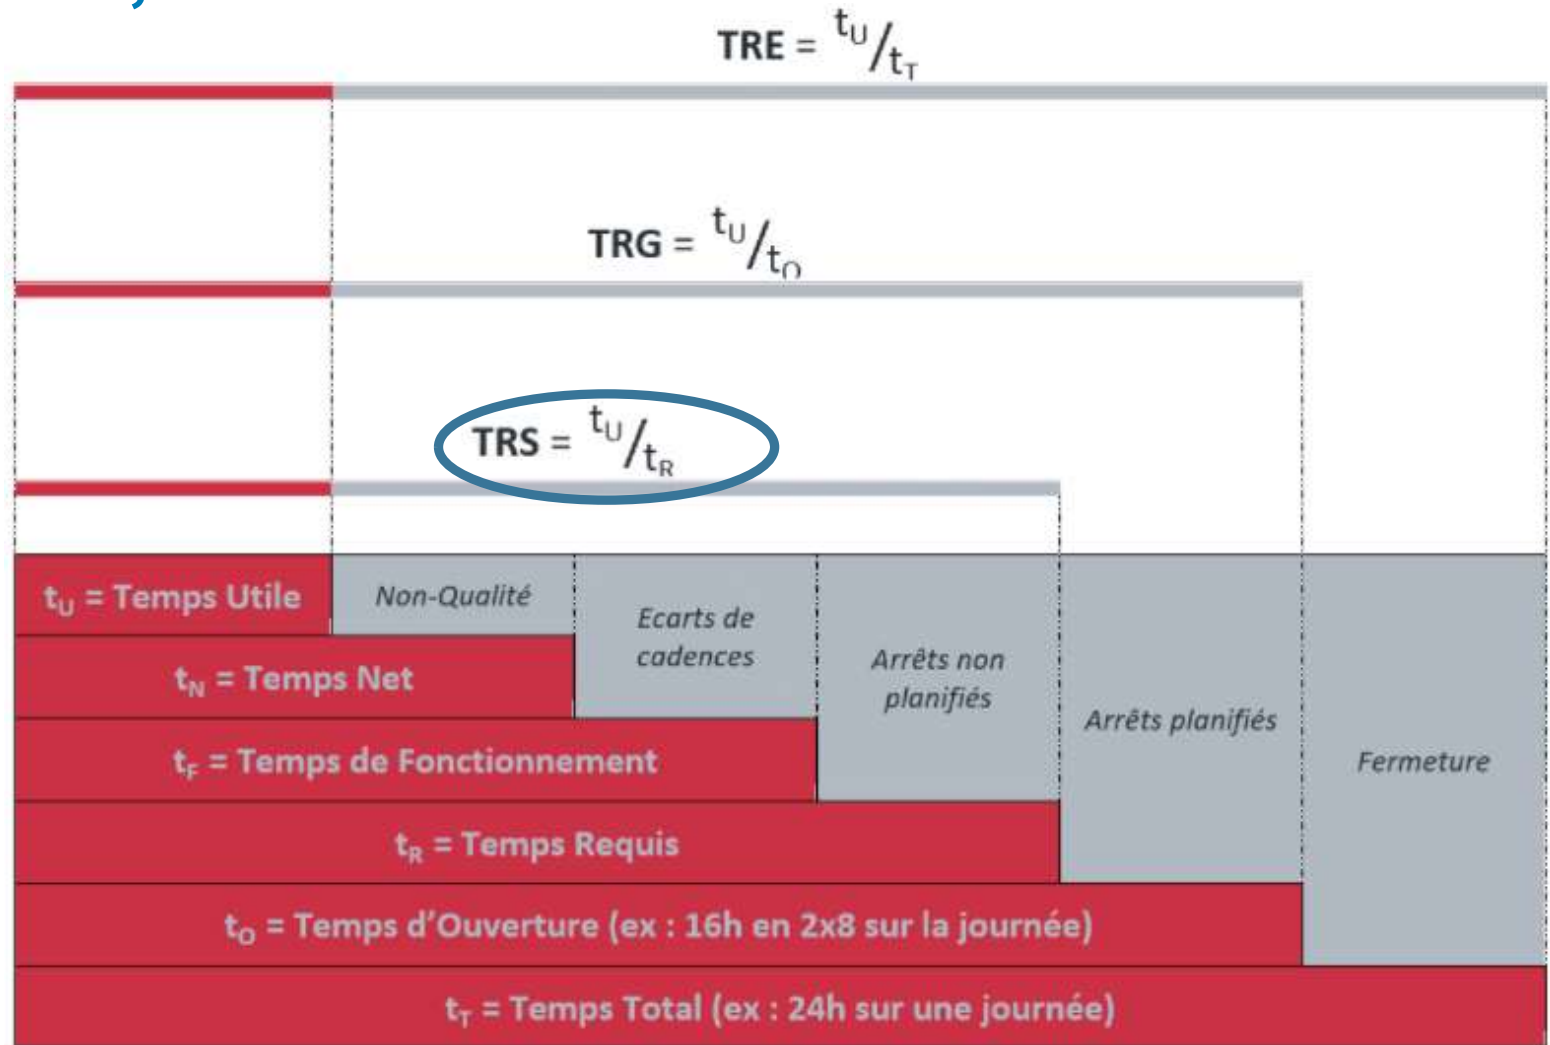 TRE = tU/tT
TRG = tU/tO
TRS = tU/tR
tU = Temps Utile
Non-Qualité
Ecarts de
cadences
Arrêts non
planifiés
Arrêts planifiés
Fermeture
tN = Temps Net
tF = Temps de Fonctionnement
tR = Temps Requis
tO = Temps d'Ouverture (ex : 16h en 2x8 sur la journée)
tT = Temps Total (ex : 24h sur une journée)